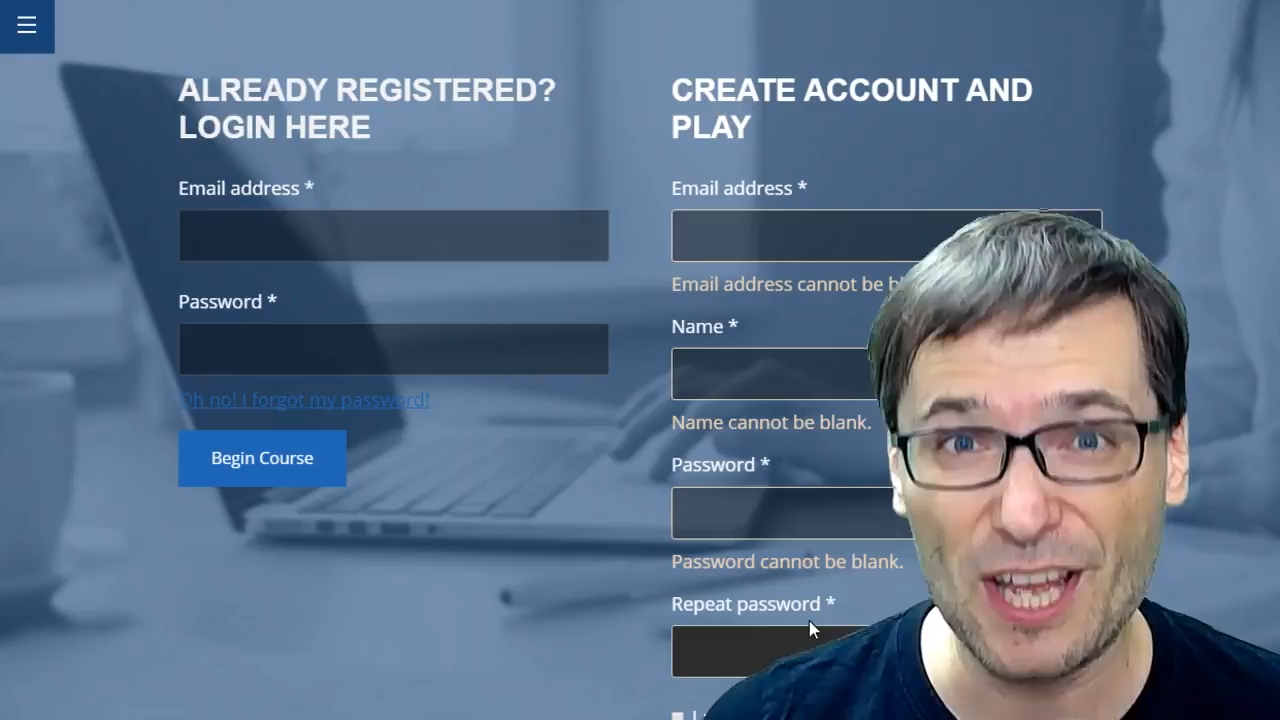 ALREADY REGISTERED?
LOGIN HERE
Email address *
Password *
Oh no! I forgot my password!
Begin Course
CREATE ACCOUNT AND
PLAY
Email address *
Email address cannot be
Name *
Name cannot be blank.
Password *
Password cannot be blank.
Repeat password *